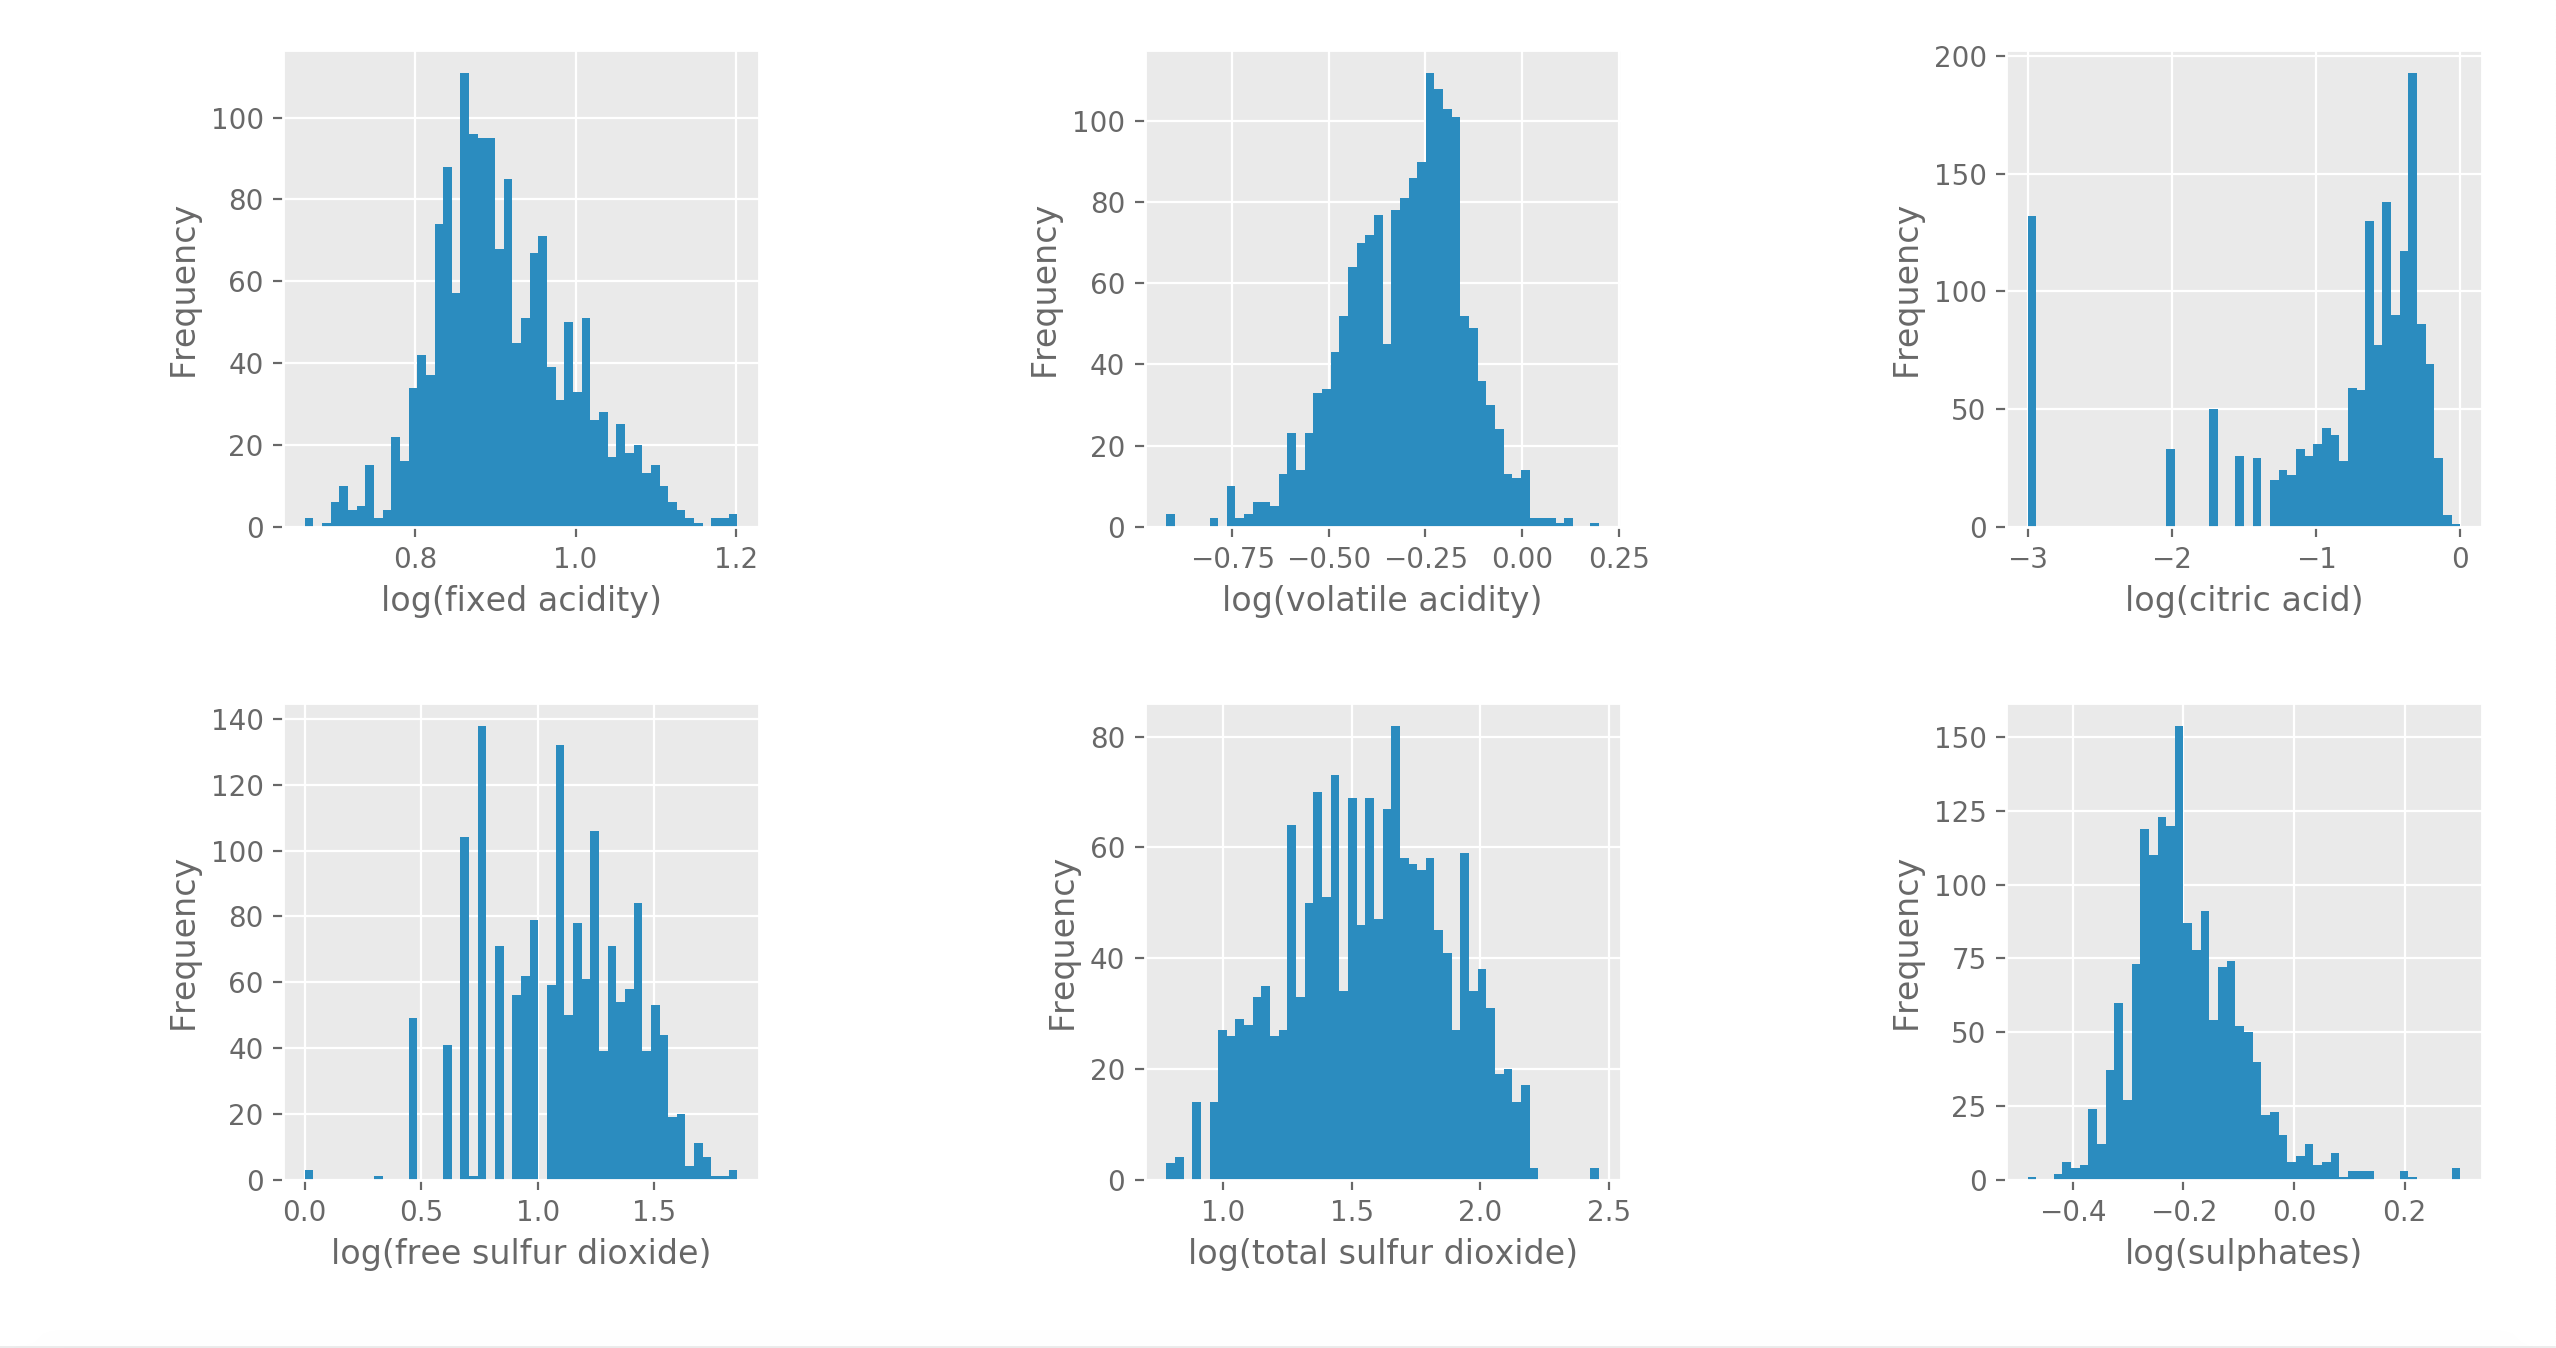 Frequency
100
80
60
40
20
0
0.8 1.0 1.2
log(fixed acidity)
Frequency
100
80
60
40
20
0
−0.75 −0.50 −0.25 0.00 0.25
log(volatile acidity)
Frequency
200
150
100
50
0
−3 −2 −1 0
log(citric acid)
Frequency
140
120
100
80
60
40
20
0
0.0 0.5 1.0 1.5
log(free sulfur dioxide)
Frequency
80
60
40
20
0
1.0 1.5 2.0 2.5
log(total sulfur dioxide)
Frequency
150
125
100
75
50
25
0
−0.4 −0.2 0.0 0.2
log(sulphates)